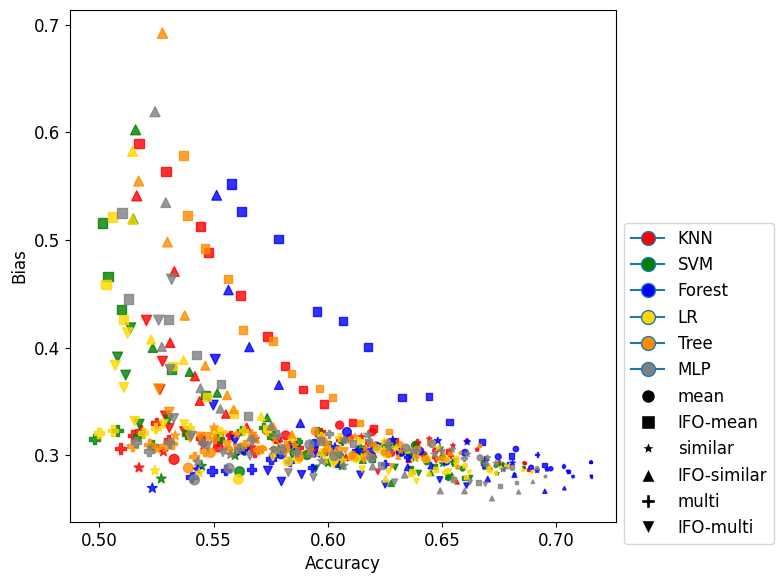 0.7
0.6
0.5
0.4
0.3
Bias
0.50
0.55
0.60
0.65
0.70
Accuracy
KNN
SVM
Forest
LR
Tree
MLP
mean
IFO-mean
similar
IFO-similar
multi
IFO-multi